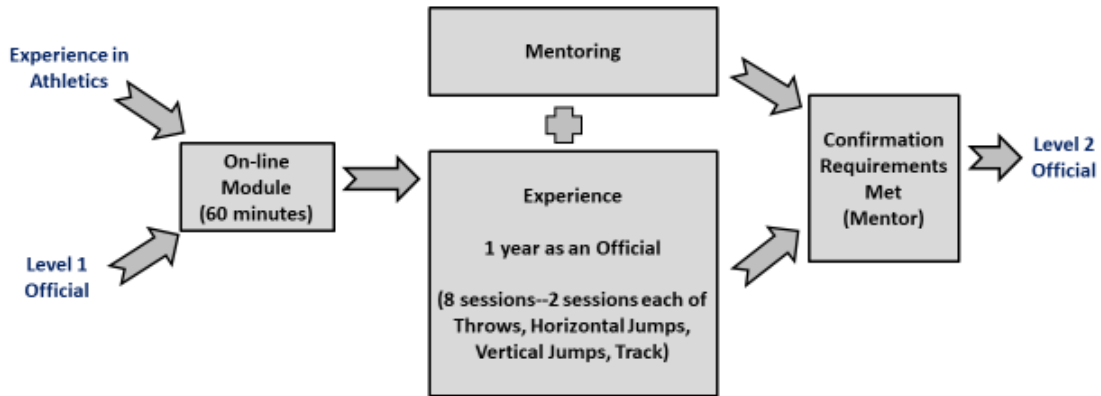 Experience in
Athletics
Level 1
Official
On-line
Module
(60 minutes)
Mentoring
Experience
1 year as an Official
(8 sessions--2 sessions each of
Throws, Horizontal Jumps,
Vertical Jumps, Track)
Confirmation
Requirements
Met
(Mentor)
Level 2
Official